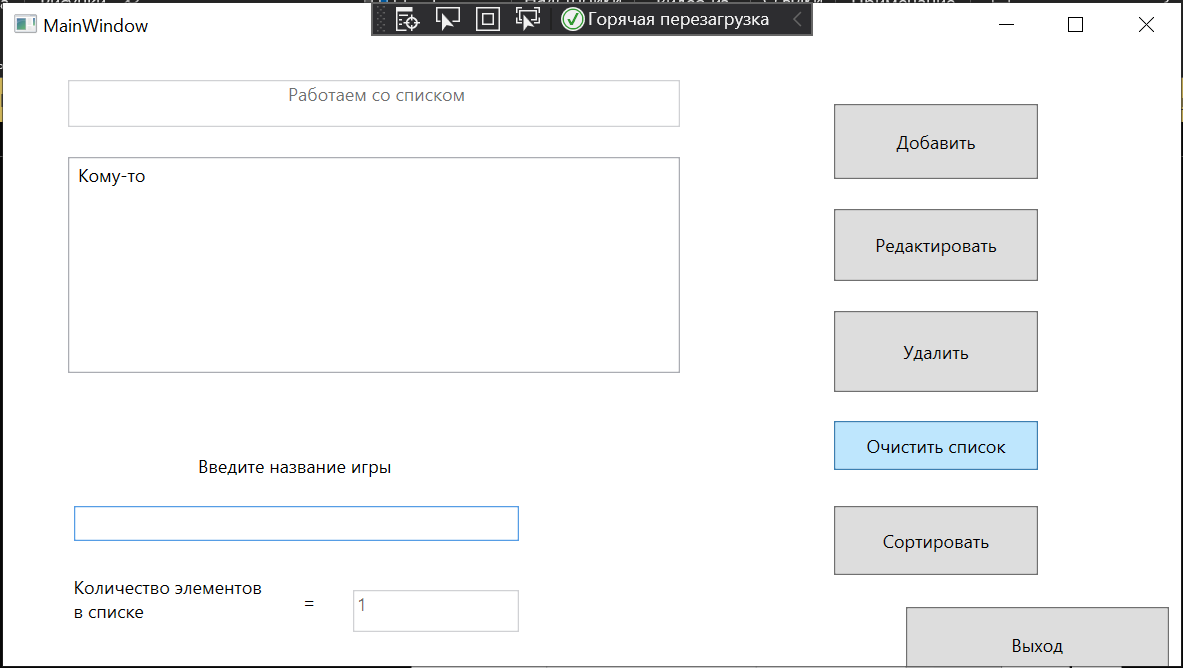 MainWindow
Горячая перезагрузка
Работаем со списком
Кому-то
Добавить
Редактировать
Удалить
Очистить список
Сортировать
Введите название игры
Количество элементов
в списке
=
1
Выход